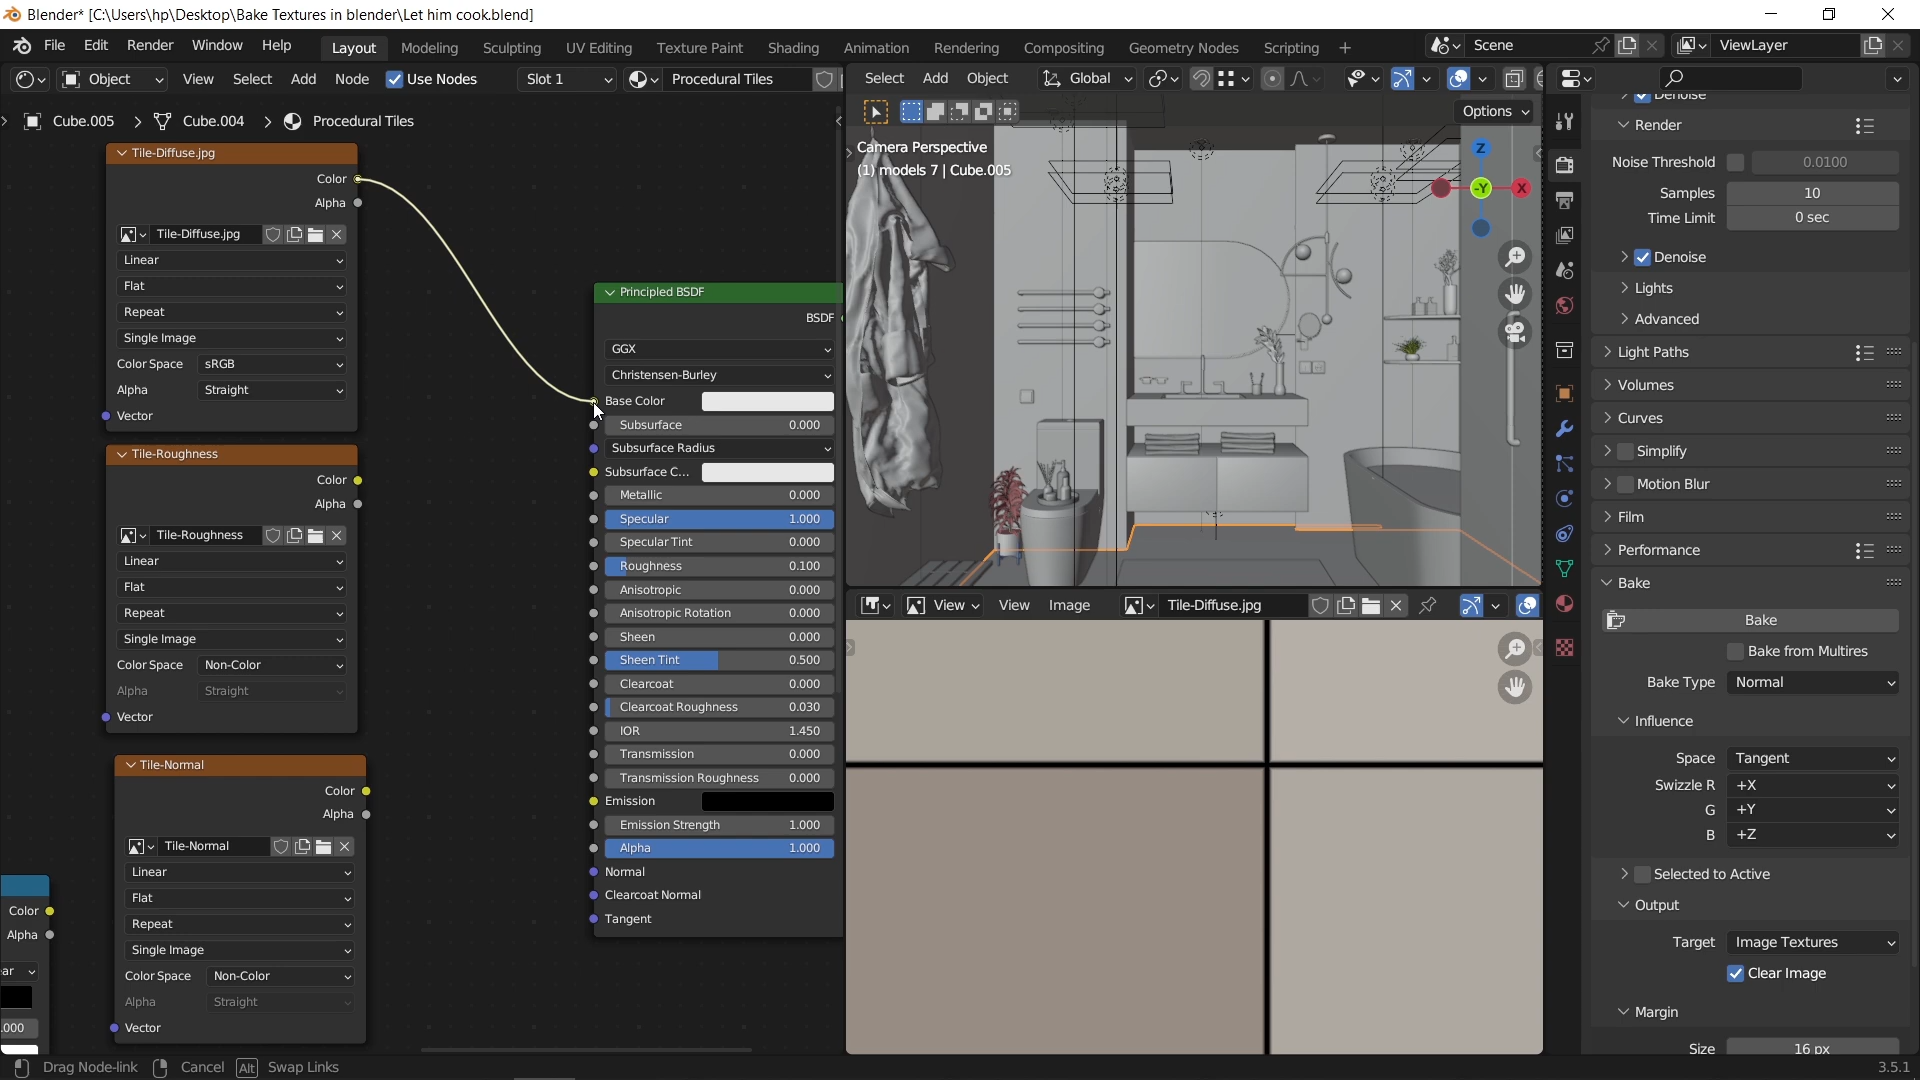 Blender* [C:\Users\hp\Desktop\Bake Textures in blender\Let him cook.blend]
File Edit Render Window Help Layout Modeling Sculpting UV Editing Texture Paint Shading Animation Rendering Compositing Geometry Nodes Scripting + Scene ViewLayer
Object View Select Add Node Use Nodes Slot 1 Procedural Tiles
Cube.005 > Cube.004 > Procedural Tiles
Tile-Diffuse.jpg
Color
Alpha
Tile-Diffuse.jpg
Linear
Flat
Repeat
Single Image
Color Space sRGB
Alpha Straight
Vector
Tile-Roughness
Color
Alpha
Tile-Roughness
Linear
Flat
Repeat
Single Image
Color Space Non-Color
Alpha Straight
Vector
Tile-Normal
Color
Alpha
Tile-Normal
Linear
Flat
Repeat
Single Image
Color Space Non-Color
Alpha Straight
Vector
Color
Alpha
ear
.000
Principled BSDF
BSDF
GGX
Christensen-Burley
Base Color
Subsurface 0.000
Subsurface Radius
Subsurface C...
Metallic 0.000
Specular 1.000
Specular Tint 0.000
Roughness 0.100
Anisotropic 0.000
Anisotropic Rotation 0.000
Sheen 0.000
Sheen Tint 0.500
Clearcoat 0.000
Clearcoat Roughness 0.030
IOR 1.450
Transmission 0.000
Transmission Roughness 0.000
Emission
Emission Strength 1.000
Alpha 1.000
Normal
Clearcoat Normal
Tangent
Select Add Object Global
Options
Camera Perspective
(1) models 7 | Cube.005
Z
-Y
X
View View Image Tile-Diffuse.jpg
Denoise
Render
Noise Threshold 0.0100
Samples 10
Time Limit 0 sec
Denoise
Lights
Advanced
Light Paths
Volumes
Curves
Simplify
Motion Blur
Film
Performance
Bake
Bake
Bake from Multires
Bake Type Normal
Influence
Space Tangent
Swizzle R +X
G +Y
B +Z
Selected to Active
Output
Target Image Textures
Clear Image
Margin
Size 16 px
Drag Node-link Cancel Alt Swap Links 3.5.1